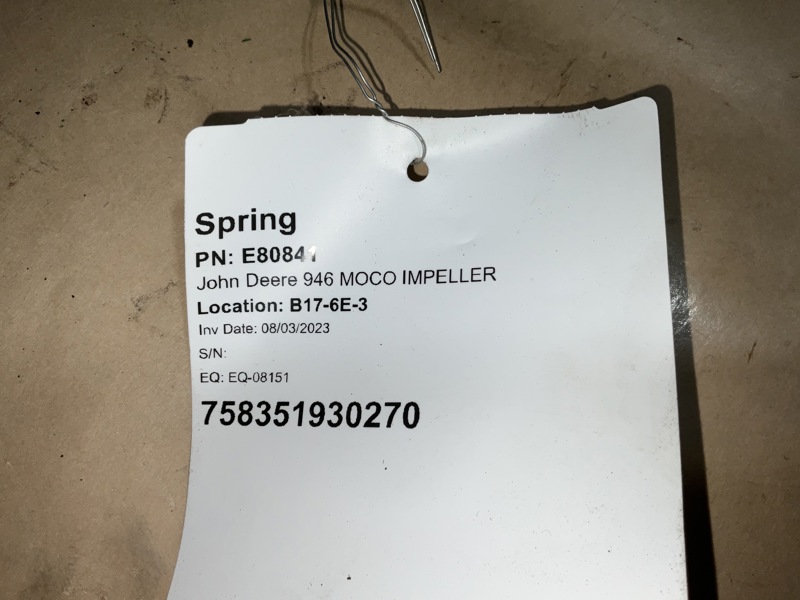 Spring
PN: E80841
John Deere 946 MOCO IMPELLER
Location: B17-6E-3
Inv Date: 08/03/2023
S/N:
EQ: EQ-08151
758351930270